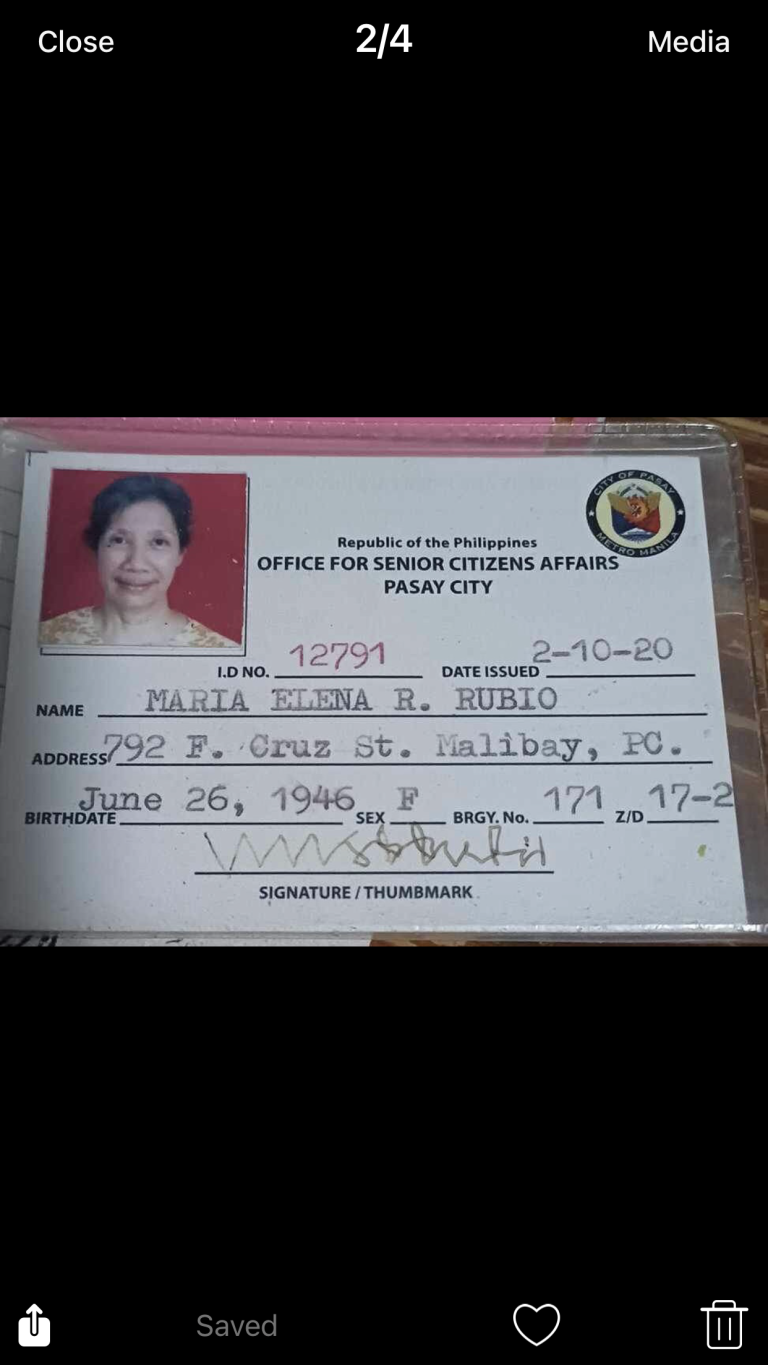 Close 2/4 Media
CITY OF PASAY
METRO MANILA
Republic of the Philippines
OFFICE FOR SENIOR CITIZENS AFFAIRS
PASAY CITY
I.D NO. 12791 DATE ISSUED 2-10-20
NAME MARIA ELENA R. RUBIO
ADDRESS 792 F. Cruz St. Malibay, PC.
BIRTHDATE June 26, 1946 SEX F BRGY. No. 171 Z/D 17-2
SIGNATURE / THUMBMARK
Saved